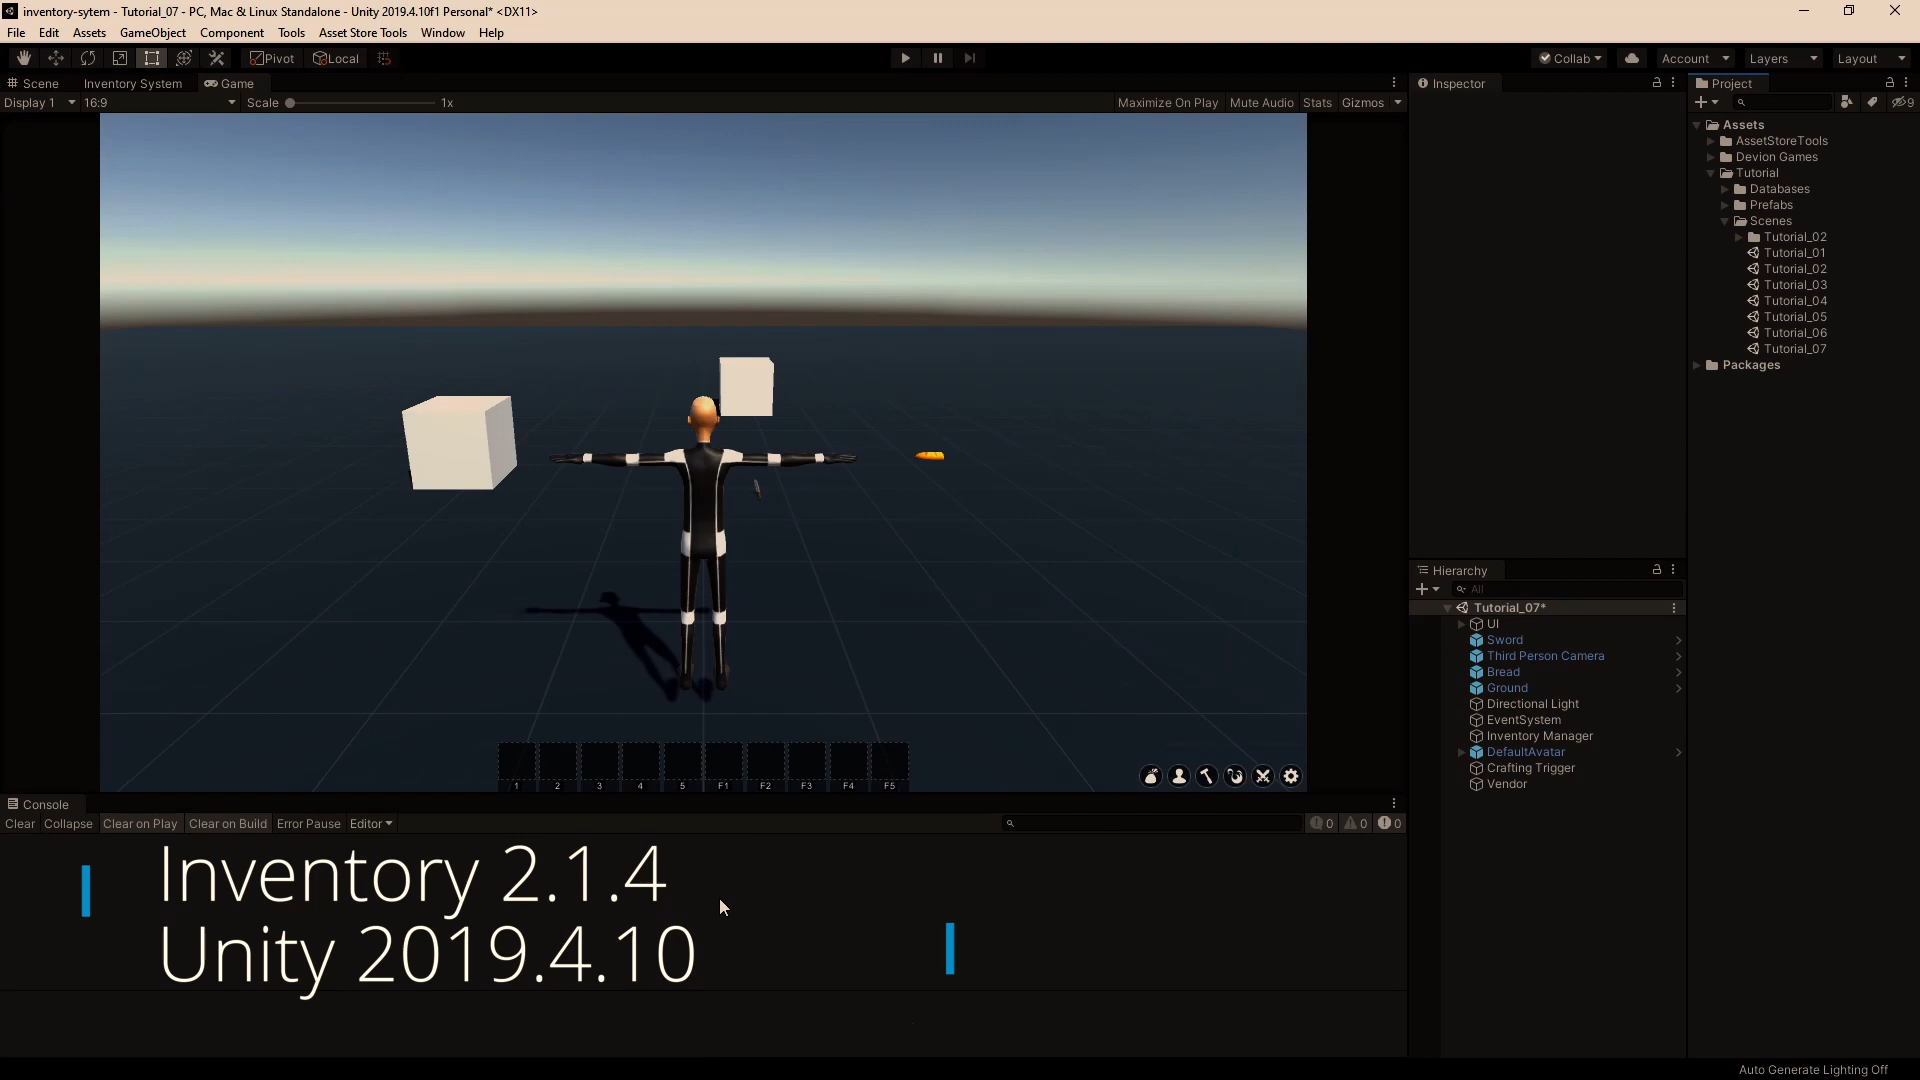 inventory-sytem - Tutorial_07 - PC, Mac & Linux Standalone - Unity 2019.4.10f1 Personal* <DX11>
File Edit Assets GameObject Component Tools Asset Store Tools Window Help
Pivot Local Collab Account Layers Layout
Scene Inventory System Game
Display 1 16:9 Scale 1x Maximize On Play Mute Audio Stats Gizmos
1 2 3 4 5 F1 F2 F3 F4 F5
Console
Clear Collapse Clear on Play Clear on Build Error Pause Editor 0 0 0
Inventory 2.1.4
Unity 2019.4.10
Inspector
Hierarchy
All
Tutorial_07*
UI
Sword
Third Person Camera
Bread
Ground
Directional Light
EventSystem
Inventory Manager
DefaultAvatar
Crafting Trigger
Vendor
Project
9
Assets
AssetStoreTools
Devion Games
Tutorial
Databases
Prefabs
Scenes
Tutorial_02
Tutorial_01
Tutorial_02
Tutorial_03
Tutorial_04
Tutorial_05
Tutorial_06
Tutorial_07
Packages
Auto Generate Lighting Off